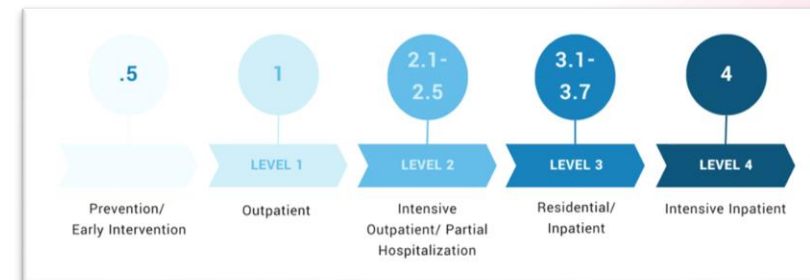 .5
1
2.1-
2.5
3.1-
3.7
4
LEVEL 1
LEVEL 2
LEVEL 3
LEVEL 4
Prevention/
Early Intervention
Outpatient
Intensive
Outpatient/ Partial
Hospitalization
Residential/
Inpatient
Intensive Inpatient